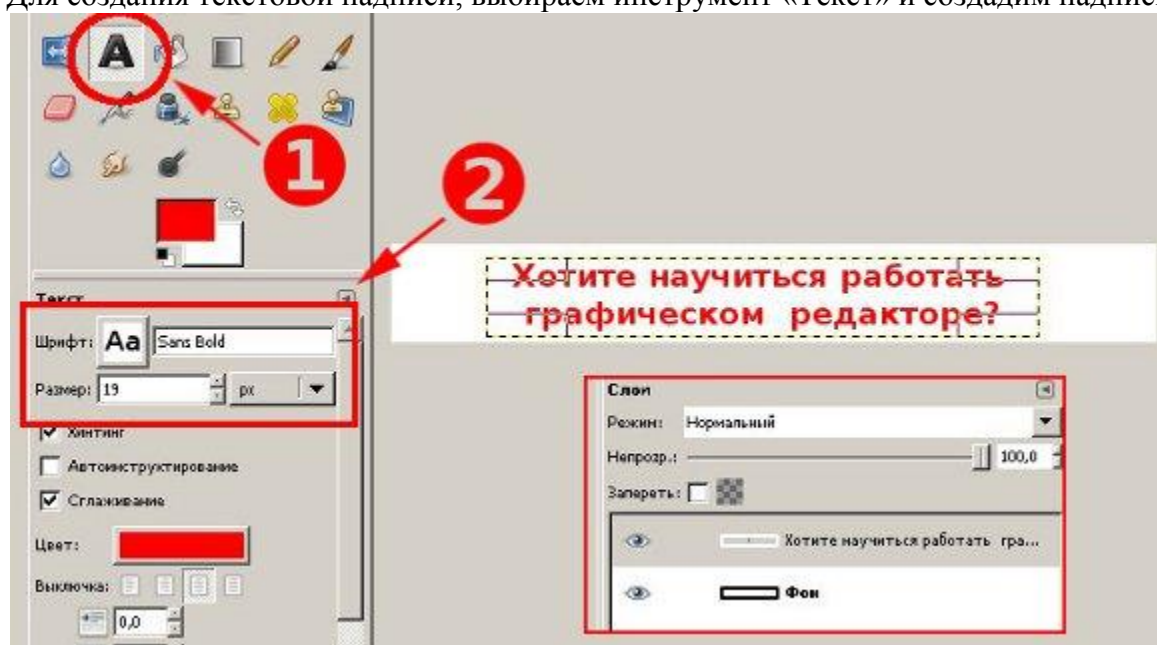 Для создания текстовой надписи, выбираем инструмент «Текст» и создадим надпис
A
1
2
Текст
Шрифт: Aa Sans Bold
Размер: 19 px
Хинтинг
Автоинструктирование
Сглаживание
Цвет:
Выключка:
0,0
Хотите научиться работать
графическом редакторе?
Слои
Режим: Нормальный
Непрозр.: 100,0
Запереть:
Хотите научиться работать гра...
Фон